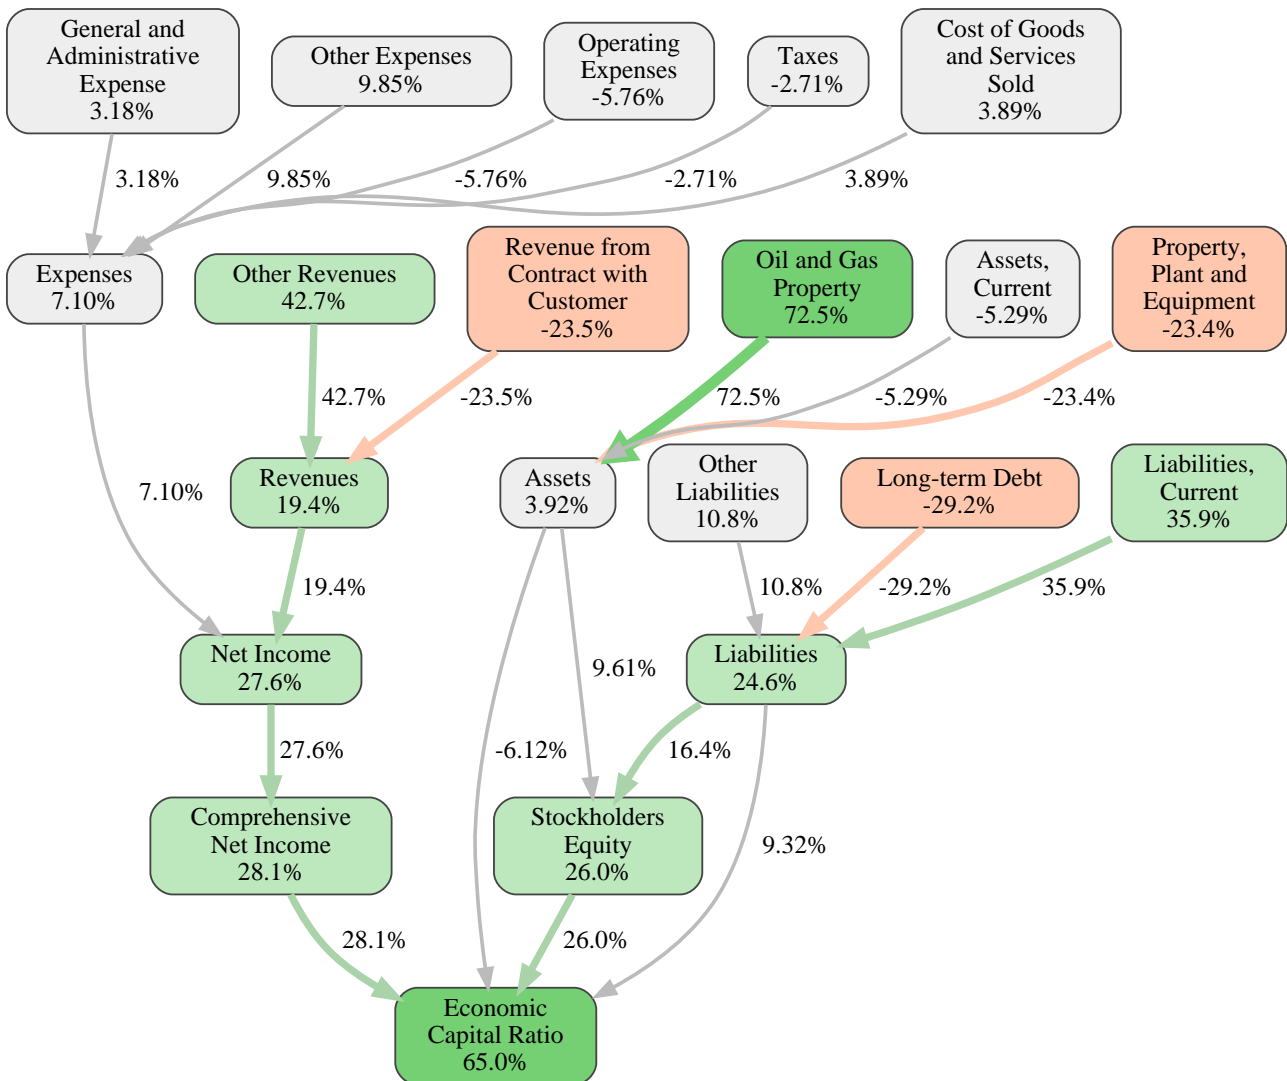 General and
Administrative
Expense
3.18%
Other Expenses
9.85%
Operating
Expenses
-5.76%
Taxes
-2.71%
Cost of Goods
and Services
Sold
3.89%
3.18%
9.85%
-5.76%
-2.71%
3.89%
Expenses
7.10%
Other Revenues
42.7%
Revenue from
Contract with
Customer
-23.5%
Oil and Gas
Property
72.5%
Assets,
Current
-5.29%
Property,
Plant and
Equipment
-23.4%
42.7%
-23.5%
72.5%
-5.29%
-23.4%
7.10%
Revenues
19.4%
Assets
3.92%
Other
Liabilities
10.8%
Long-term Debt
-29.2%
Liabilities,
Current
35.9%
19.4%
10.8%
-29.2%
35.9%
Net Income
27.6%
9.61%
Liabilities
24.6%
27.6%
-6.12%
16.4%
Comprehensive
Net Income
28.1%
Stockholders
Equity
26.0%
9.32%
28.1%
26.0%
Economic
Capital Ratio
65.0%